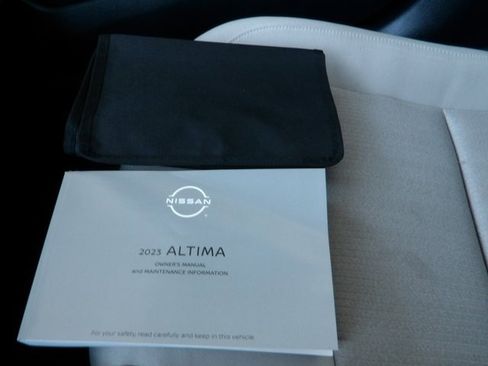 NISSAN
2023 ALTIMA
OWNER'S MANUAL
and MAINTENANCE INFORMATION
For your safety, read carefully and keep in this vehicle.